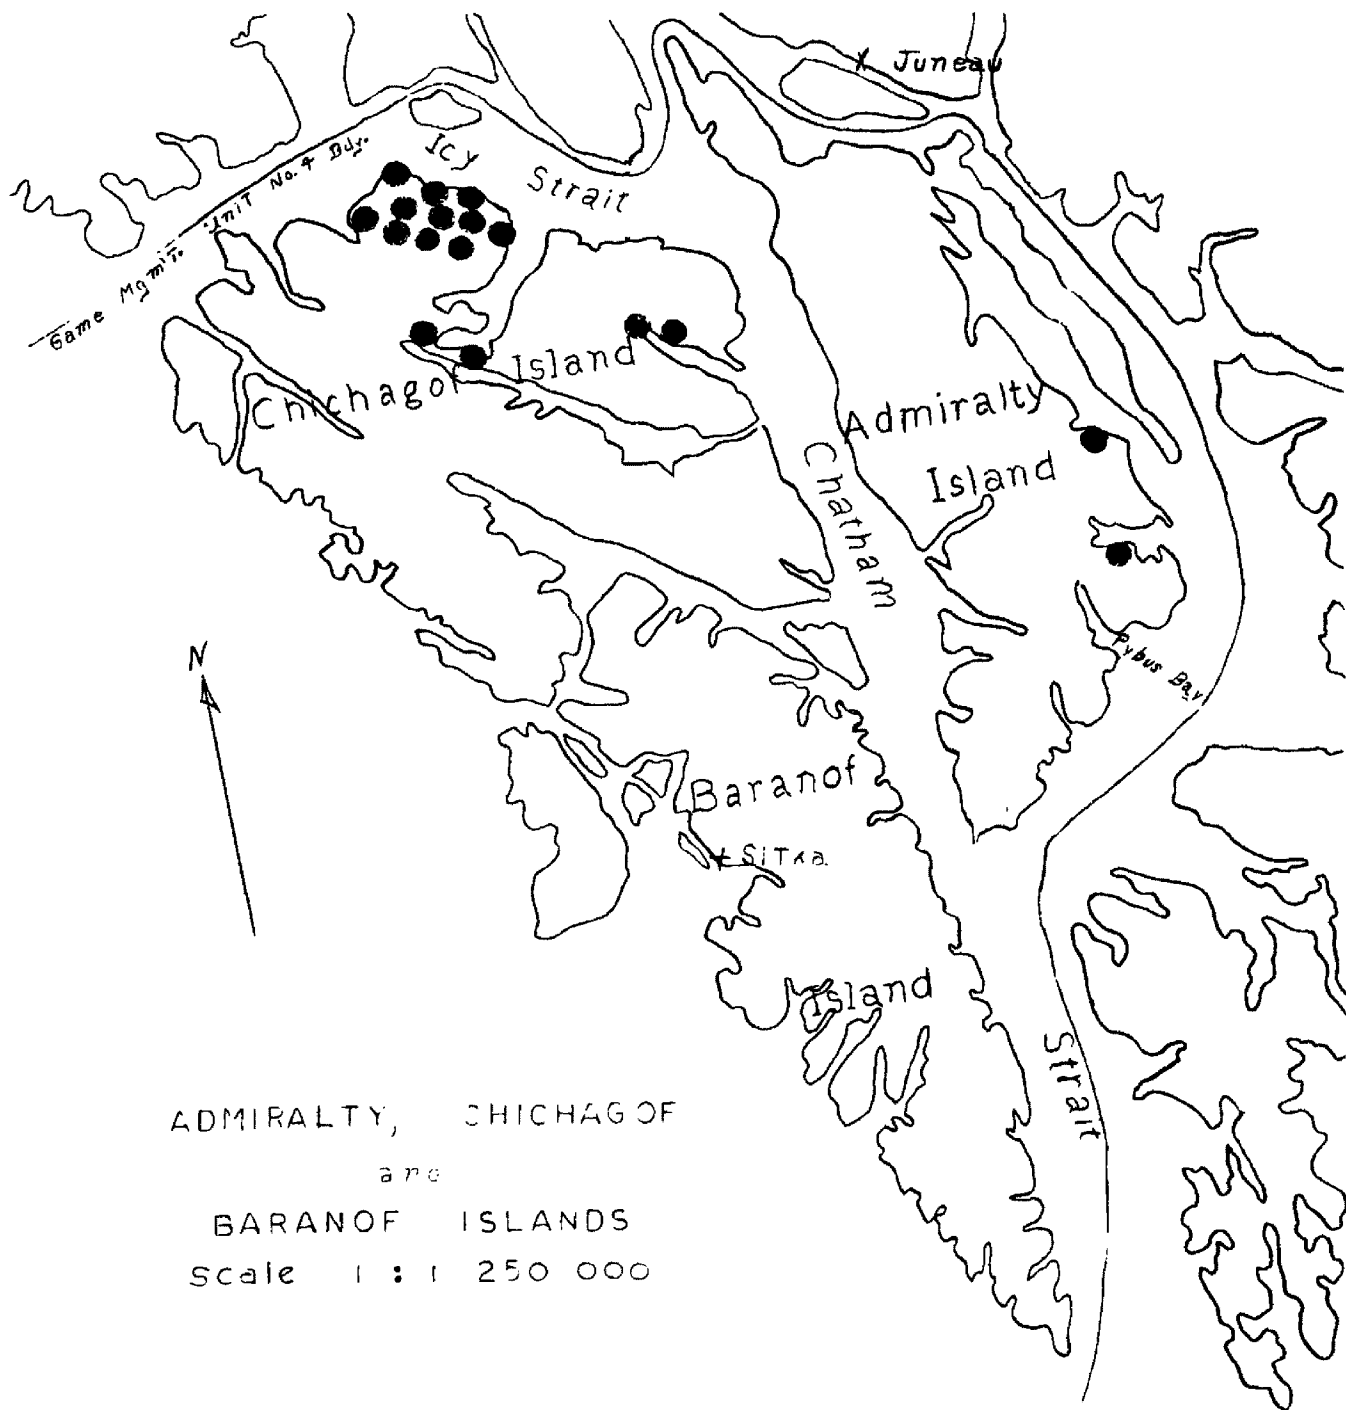 X Juneau
Icy
Strait
Game Mgmt. Unit No. 4 Bdy.
Chichagof Island
Admiralty
Island
Chatham
Pybus Bay
Baranof
+ SiTka
Island
Strait
N
ADMIRALTY, CHICHAGOF
and
BARANOF ISLANDS
Scale 1 : 1 250 000